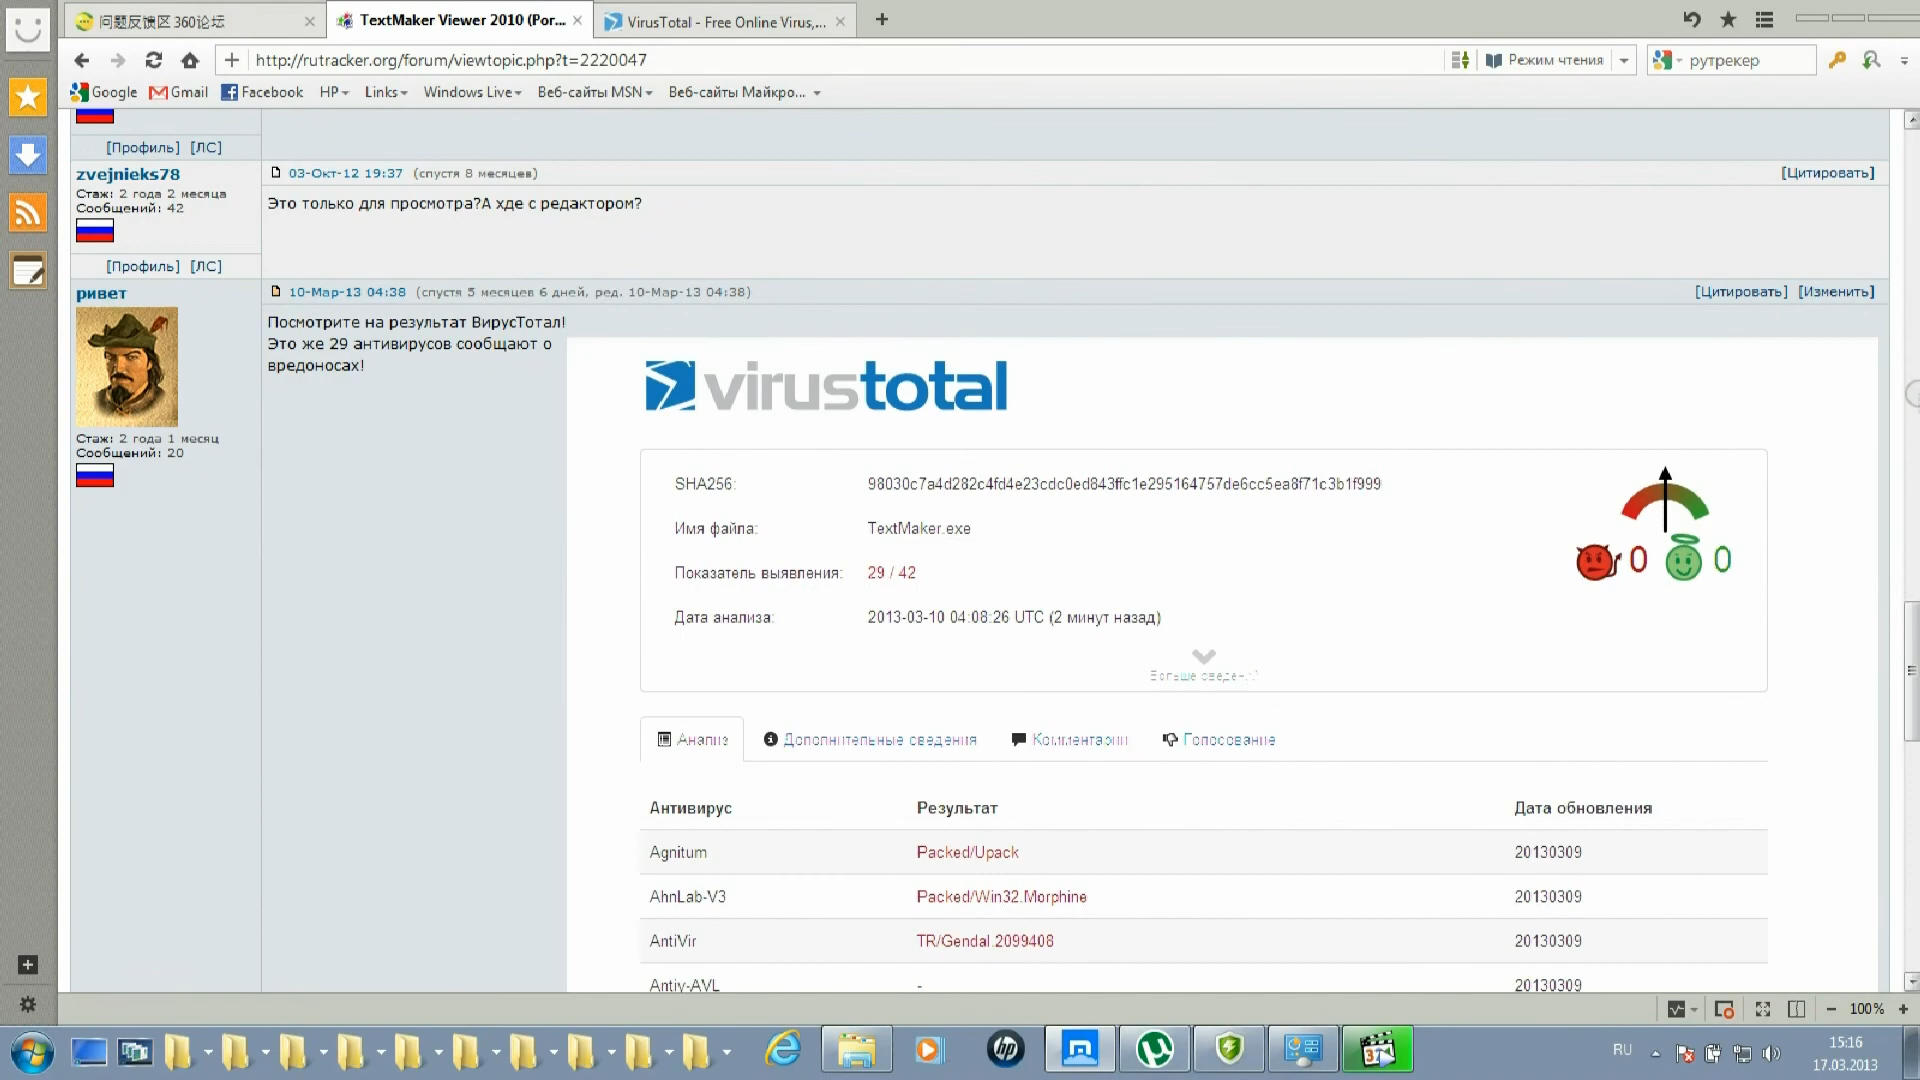 问题反馈区 360论坛
TextMaker Viewer 2010 (Por...
VirusTotal - Free Online Virus,...
http://rutracker.org/forum/viewtopic.php?t=2220047
Режим чтения
рутрекер
Google
Gmail
Facebook
HP
Links
Windows Live
Веб-сайты MSN
Веб-сайты Майкро...
[Профиль] [ЛС]
zvejnieks78
03-Окт-12 19:37 (спустя 8 месяцев)
[Цитировать]
Стаж: 2 года 2 месяца
Сообщений: 42
Это только для просмотра?А хде с редактором?
[Профиль] [ЛС]
ривет
10-Мар-13 04:38 (спустя 5 месяцев 6 дней, ред. 10-Мар-13 04:38)
[Цитировать] [Изменить]
Посмотрите на результат ВирусТотал!
Это же 29 антивирусов сообщают о
вредоносах!
Стаж: 2 года 1 месяц
Сообщений: 20
virustotal
SHA256: 98030c7a4d282c4fd4e23cdc0ed843ffc1e295164757de6cc5ea8f71c3b1f999
Имя файла: TextMaker.exe
Показатель выявления: 29 / 42
0 0
Дата анализа: 2013-03-10 04:08:26 UTC (2 минут назад)
Больше сведений
Анализ
Дополнительные сведения
Комментарии
Голосование
Антивирус Результат Дата обновления
Agnitum Packed/Upack 20130309
AhnLab-V3 Packed/Win32.Morphine 20130309
AntiVir TR/Gendal.2099408 20130309
Antiy-AVL - 20130309
100%
RU
15:16
17.03.2013